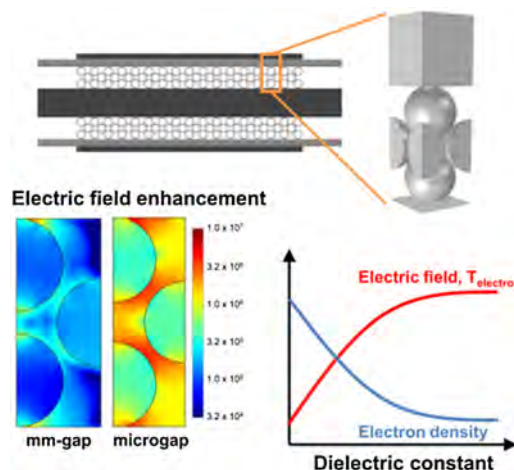 Electric field enhancement
1.0 x 10⁷
3.2 x 10⁶
1.0 x 10⁶
3.2 x 10⁵
1.0 x 10⁵
3.2 x 10⁴
mm-gap
microgap
Electric field, T_electro
Electron density
Dielectric constant